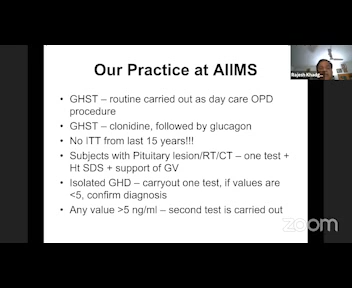 Rajesh Khadg
Our Practice at AIIMS
• GHST – routine carried out as day care OPD
procedure
• GHST – clonidine, followed by glucagon
• No ITT from last 15 years!!!
• Subjects with Pituitary lesion/RT/CT – one test +
Ht SDS + support of GV
• Isolated GHD – carryout one test, if values are
<5, confirm diagnosis
• Any value >5 ng/ml – second test is carried out
zoom